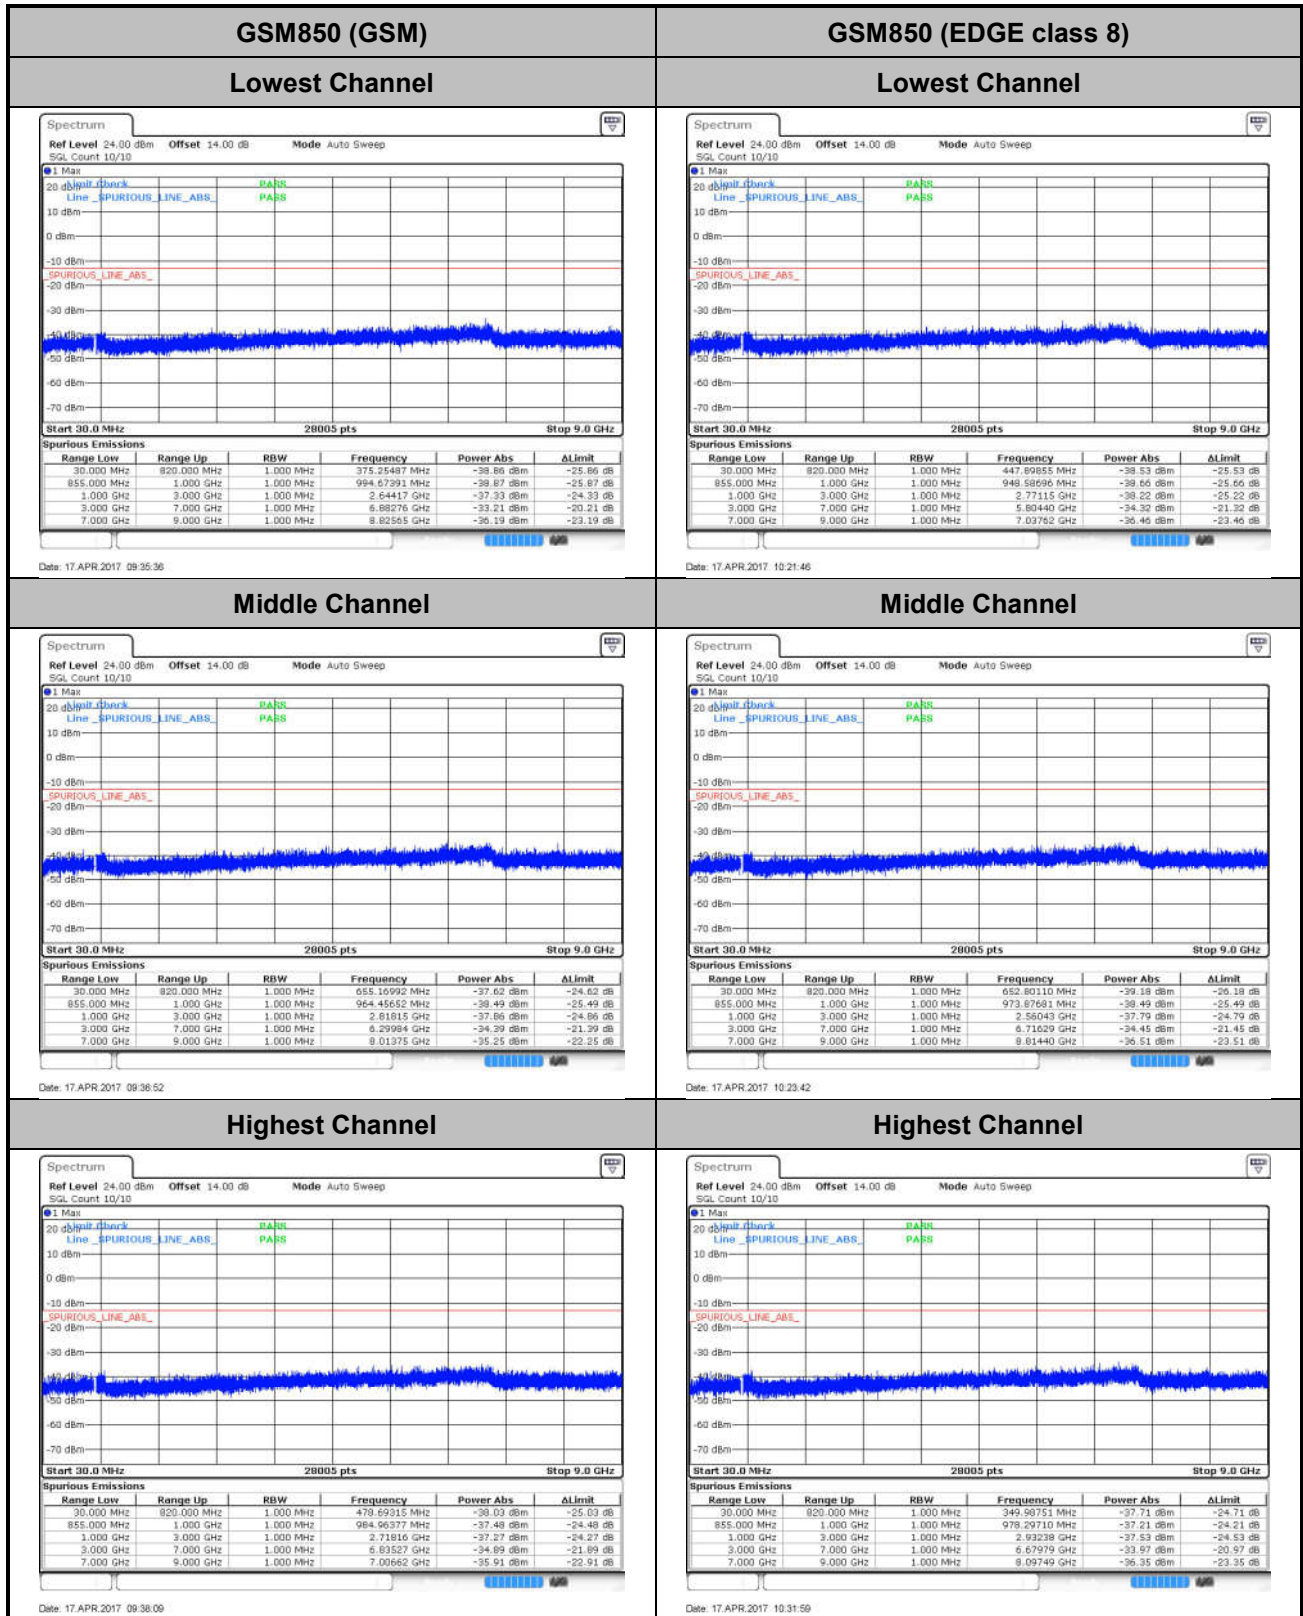 GSM850 (GSM)
GSM850 (EDGE class 8)
Lowest Channel
Lowest Channel
Spectrum
Ref Level 24.00 dBm Offset 14.00 dB Mode Auto Sweep
SGL Count 10/10
1 Max
20 dBm Limit Check PASS
Line _SPURIOUS_LINE_ABS_ PASS
10 dBm
0 dBm
-10 dBm
_SPURIOUS_LINE_ABS_
-20 dBm
-30 dBm
-40 dBm
-50 dBm
-60 dBm
-70 dBm
Start 30.0 MHz 28005 pts Stop 9.0 GHz
Spurious Emissions
Range Low Range Up RBW Frequency Power Abs ΔLimit
30.000 MHz 820.000 MHz 1.000 MHz 375.25487 MHz -38.86 dBm -25.86 dB
855.000 MHz 1.000 GHz 1.000 MHz 994.67391 MHz -38.87 dBm -25.87 dB
1.000 GHz 3.000 GHz 1.000 MHz 2.64417 GHz -37.33 dBm -24.33 dB
3.000 GHz 7.000 GHz 1.000 MHz 6.88276 GHz -33.21 dBm -20.21 dB
7.000 GHz 9.000 GHz 1.000 MHz 8.82565 GHz -36.19 dBm -23.19 dB
Date: 17.APR.2017 09:35:36
Spectrum
Ref Level 24.00 dBm Offset 14.00 dB Mode Auto Sweep
SGL Count 10/10
1 Max
20 dBm Limit Check PASS
Line _SPURIOUS_LINE_ABS_ PASS
10 dBm
0 dBm
-10 dBm
_SPURIOUS_LINE_ABS_
-20 dBm
-30 dBm
-40 dBm
-50 dBm
-60 dBm
-70 dBm
Start 30.0 MHz 28005 pts Stop 9.0 GHz
Spurious Emissions
Range Low Range Up RBW Frequency Power Abs ΔLimit
30.000 MHz 820.000 MHz 1.000 MHz 447.89855 MHz -38.53 dBm -25.53 dB
855.000 MHz 1.000 GHz 1.000 MHz 948.58696 MHz -38.66 dBm -25.66 dB
1.000 GHz 3.000 GHz 1.000 MHz 2.77115 GHz -38.22 dBm -25.22 dB
3.000 GHz 7.000 GHz 1.000 MHz 5.80440 GHz -34.32 dBm -21.32 dB
7.000 GHz 9.000 GHz 1.000 MHz 7.03762 GHz -36.46 dBm -23.46 dB
Date: 17.APR.2017 10:21:46
Middle Channel
Middle Channel
Spectrum
Ref Level 24.00 dBm Offset 14.00 dB Mode Auto Sweep
SGL Count 10/10
1 Max
20 dBm Limit Check PASS
Line _SPURIOUS_LINE_ABS_ PASS
10 dBm
0 dBm
-10 dBm
_SPURIOUS_LINE_ABS_
-20 dBm
-30 dBm
-40 dBm
-50 dBm
-60 dBm
-70 dBm
Start 30.0 MHz 28005 pts Stop 9.0 GHz
Spurious Emissions
Range Low Range Up RBW Frequency Power Abs ΔLimit
30.000 MHz 820.000 MHz 1.000 MHz 655.16992 MHz -37.62 dBm -24.62 dB
855.000 MHz 1.000 GHz 1.000 MHz 964.45652 MHz -38.49 dBm -25.49 dB
1.000 GHz 3.000 GHz 1.000 MHz 2.81815 GHz -37.86 dBm -24.86 dB
3.000 GHz 7.000 GHz 1.000 MHz 6.29984 GHz -34.39 dBm -21.39 dB
7.000 GHz 9.000 GHz 1.000 MHz 8.01375 GHz -35.25 dBm -22.25 dB
Date: 17.APR.2017 09:36:52
Spectrum
Ref Level 24.00 dBm Offset 14.00 dB Mode Auto Sweep
SGL Count 10/10
1 Max
20 dBm Limit Check PASS
Line _SPURIOUS_LINE_ABS_ PASS
10 dBm
0 dBm
-10 dBm
_SPURIOUS_LINE_ABS_
-20 dBm
-30 dBm
-40 dBm
-50 dBm
-60 dBm
-70 dBm
Start 30.0 MHz 28005 pts Stop 9.0 GHz
Spurious Emissions
Range Low Range Up RBW Frequency Power Abs ΔLimit
30.000 MHz 820.000 MHz 1.000 MHz 652.80110 MHz -39.18 dBm -26.18 dB
855.000 MHz 1.000 GHz 1.000 MHz 973.87681 MHz -38.49 dBm -25.49 dB
1.000 GHz 3.000 GHz 1.000 MHz 2.56043 GHz -37.79 dBm -24.79 dB
3.000 GHz 7.000 GHz 1.000 MHz 6.71629 GHz -34.45 dBm -21.45 dB
7.000 GHz 9.000 GHz 1.000 MHz 8.81440 GHz -36.51 dBm -23.51 dB
Date: 17.APR.2017 10:23:42
Highest Channel
Highest Channel
Spectrum
Ref Level 24.00 dBm Offset 14.00 dB Mode Auto Sweep
SGL Count 10/10
1 Max
20 dBm Limit Check PASS
Line _SPURIOUS_LINE_ABS_ PASS
10 dBm
0 dBm
-10 dBm
_SPURIOUS_LINE_ABS_
-20 dBm
-30 dBm
-40 dBm
-50 dBm
-60 dBm
-70 dBm
Start 30.0 MHz 28005 pts Stop 9.0 GHz
Spurious Emissions
Range Low Range Up RBW Frequency Power Abs ΔLimit
30.000 MHz 820.000 MHz 1.000 MHz 478.69315 MHz -38.03 dBm -25.03 dB
855.000 MHz 1.000 GHz 1.000 MHz 984.96377 MHz -37.48 dBm -24.48 dB
1.000 GHz 3.000 GHz 1.000 MHz 2.71816 GHz -37.27 dBm -24.27 dB
3.000 GHz 7.000 GHz 1.000 MHz 6.83527 GHz -34.89 dBm -21.89 dB
7.000 GHz 9.000 GHz 1.000 MHz 7.00662 GHz -35.91 dBm -22.91 dB
Date: 17.APR.2017 09:38:09
Spectrum
Ref Level 24.00 dBm Offset 14.00 dB Mode Auto Sweep
SGL Count 10/10
1 Max
20 dBm Limit Check PASS
Line _SPURIOUS_LINE_ABS_ PASS
10 dBm
0 dBm
-10 dBm
_SPURIOUS_LINE_ABS_
-20 dBm
-30 dBm
-40 dBm
-50 dBm
-60 dBm
-70 dBm
Start 30.0 MHz 28005 pts Stop 9.0 GHz
Spurious Emissions
Range Low Range Up RBW Frequency Power Abs ΔLimit
30.000 MHz 820.000 MHz 1.000 MHz 349.98751 MHz -37.71 dBm -24.71 dB
855.000 MHz 1.000 GHz 1.000 MHz 978.29710 MHz -37.21 dBm -24.21 dB
1.000 GHz 3.000 GHz 1.000 MHz 2.93238 GHz -37.53 dBm -24.53 dB
3.000 GHz 7.000 GHz 1.000 MHz 6.67979 GHz -33.97 dBm -20.97 dB
7.000 GHz 9.000 GHz 1.000 MHz 8.09749 GHz -36.35 dBm -23.35 dB
Date: 17.APR.2017 10:31:59